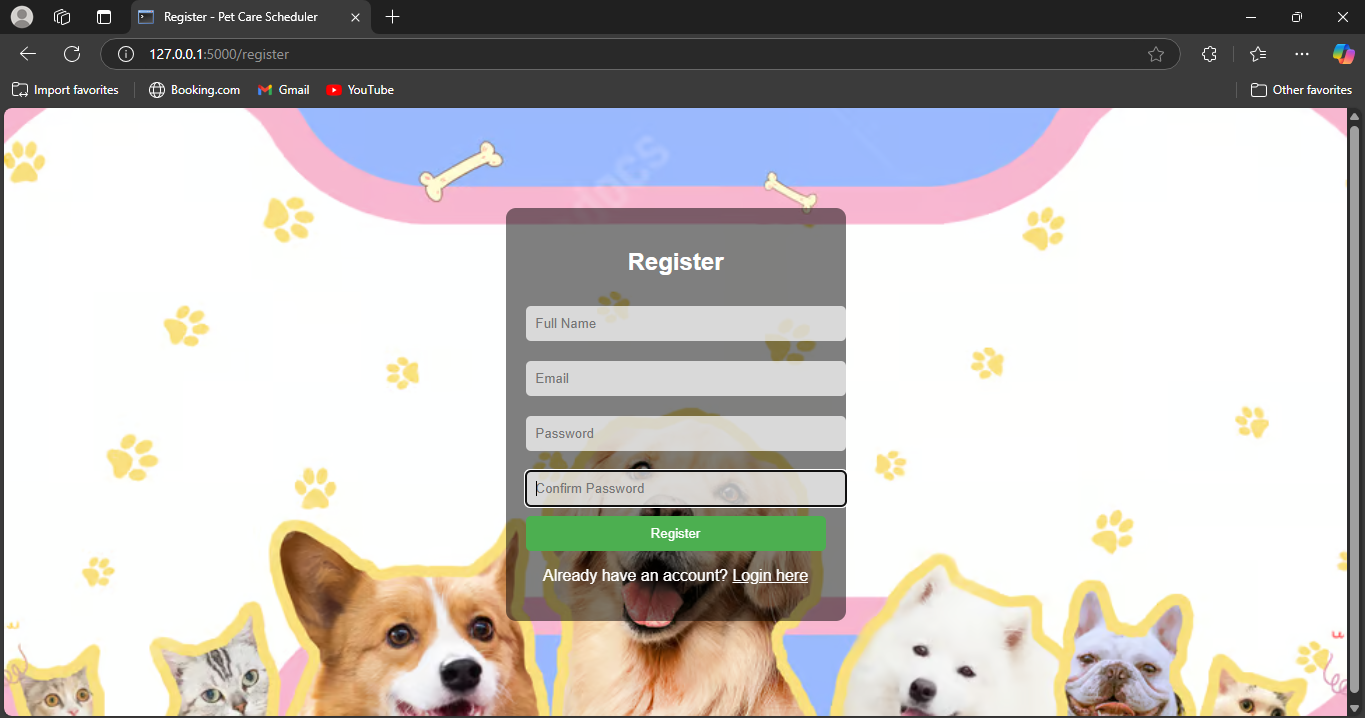 Register - Pet Care Scheduler
127.0.0.1:5000/register
Import favorites
Booking.com
Gmail
YouTube
Other favorites
docs
Register
Full Name
Email
Password
Confirm Password
Register
Already have an account? Login here